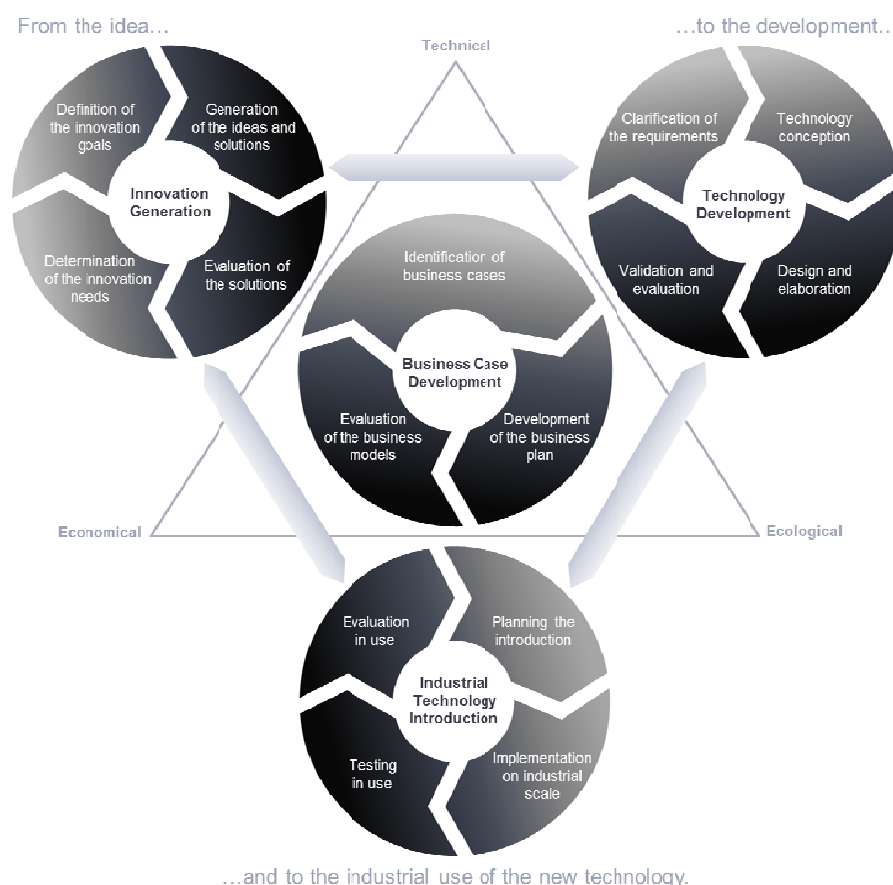 From the idea…
…to the development…
Technical
Definition of
the innovation
goals
Generation
of the ideas and
solutions
Innovation
Generation
Determination
of the innovation
needs
Evaluation of
the solutions
Clarification of
the requirements
Technology
conception
Technology
Development
Validation and
evaluation
Design and
elaboration
Identification of
business cases
Business Case
Development
Evaluation
of the business
models
Development
of the business
plan
Economical
Ecological
Evaluation
in use
Planning the
introduction
Industrial
Technology
Introduction
Testing
in use
Implementation
on industrial
scale
…and to the industrial use of the new technology.